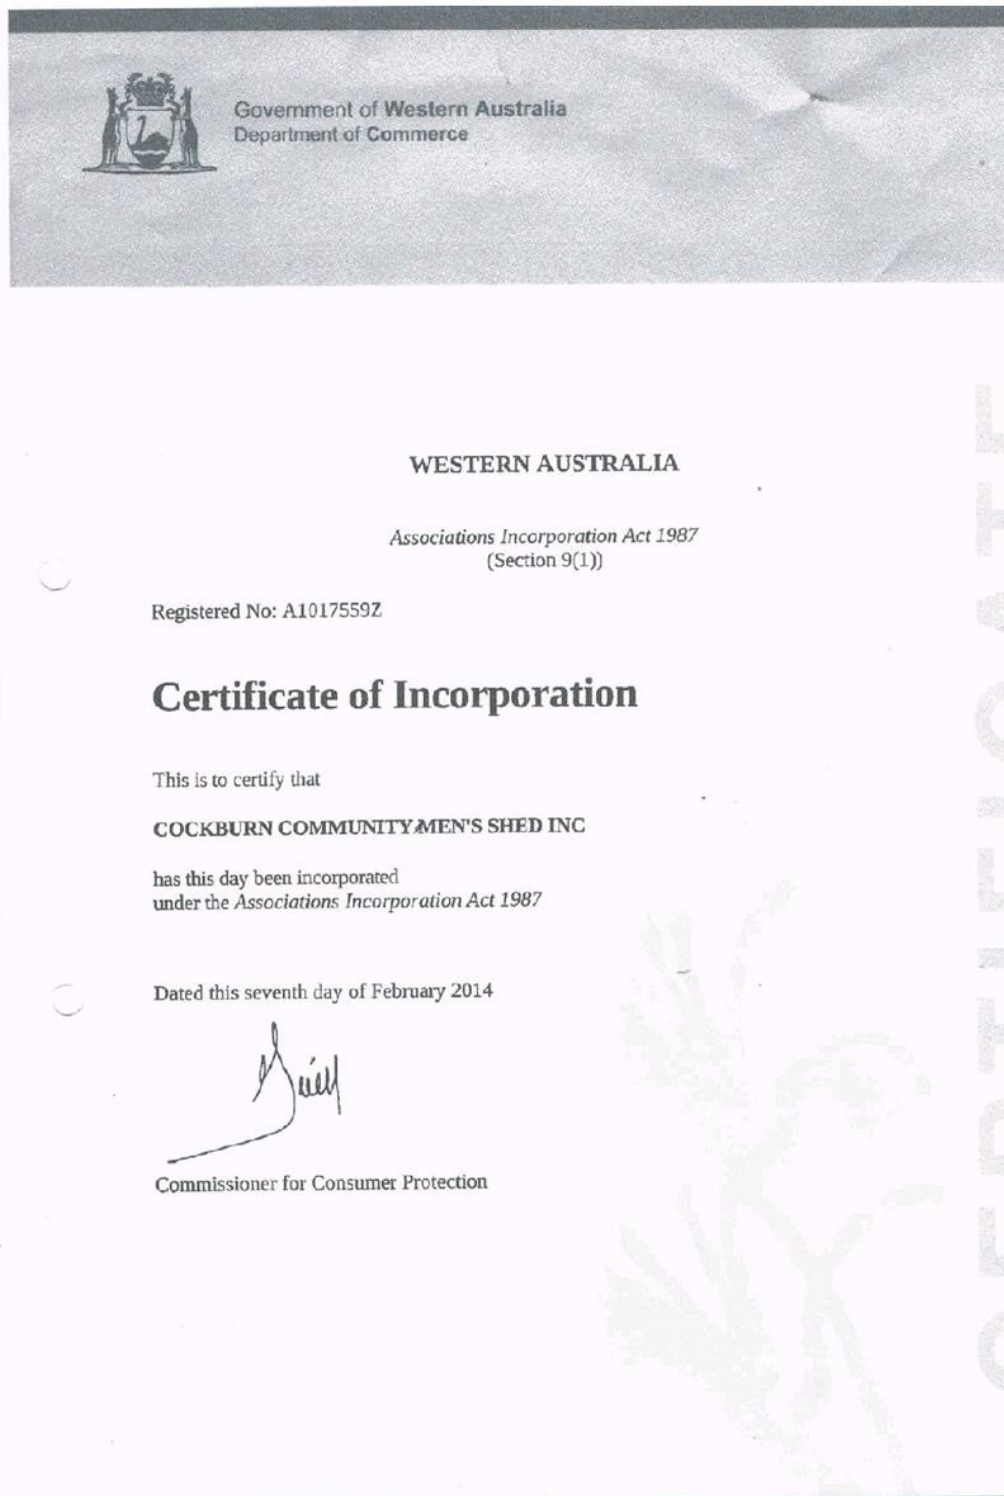 Government of Western Australia
Department of Commerce
WESTERN AUSTRALIA
Associations Incorporation Act 1987
(Section 9(1))
Registered No: A1017559Z
Certificate of Incorporation
This is to certify that
COCKBURN COMMUNITY MEN'S SHED INC
has this day been incorporated
under the Associations Incorporation Act 1987
Dated this seventh day of February 2014
Commissioner for Consumer Protection